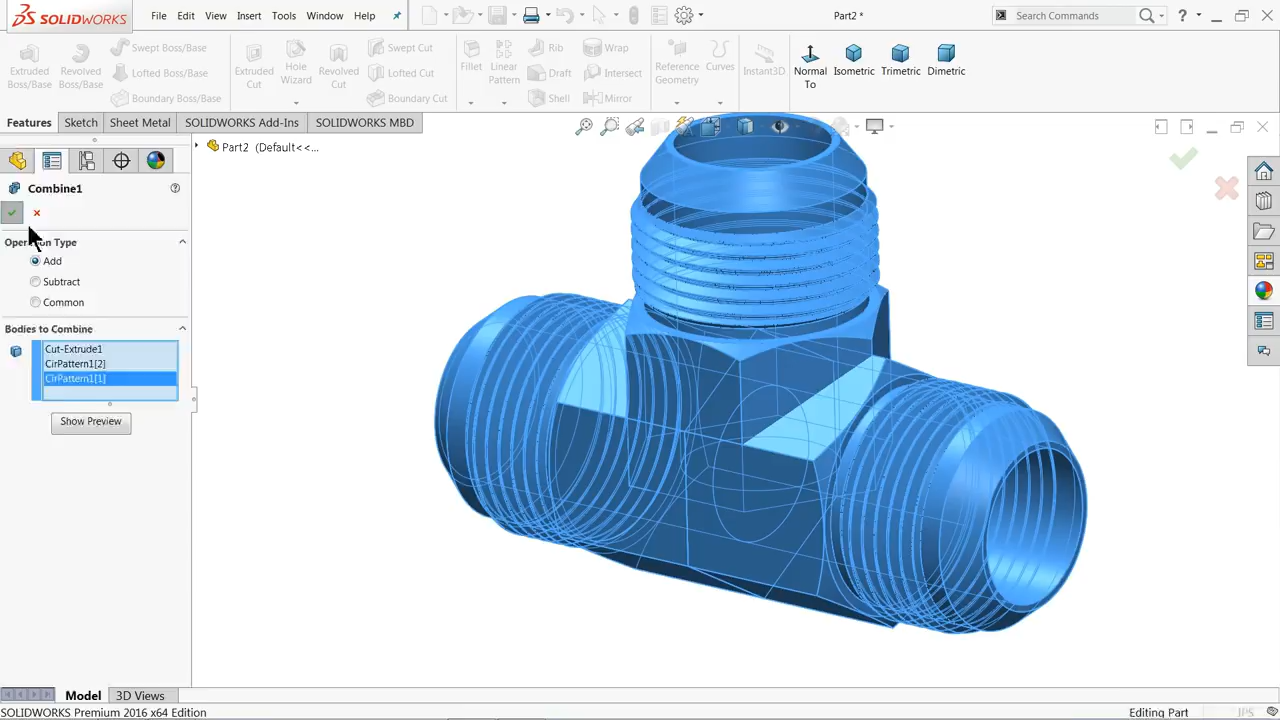 SOLIDWORKS
File Edit View Insert Tools Window Help
Part2 *
Search Commands
?
Extruded Boss/Base
Revolved Boss/Base
Swept Boss/Base
Lofted Boss/Base
Boundary Boss/Base
Extruded Cut
Hole Wizard
Revolved Cut
Swept Cut
Lofted Cut
Boundary Cut
Fillet
Linear Pattern
Rib
Draft
Shell
Wrap
Intersect
Mirror
Reference Geometry
Curves
Instant3D
Normal To
Isometric
Trimetric
Dimetric
Features Sketch Sheet Metal SOLIDWORKS Add-Ins SOLIDWORKS MBD
Part2 (Default<<...
Combine1
Operation Type
Add
Subtract
Common
Bodies to Combine
Cut-Extrude1
CirPattern1[2]
CirPattern1[1]
Show Preview
Model 3D Views
SOLIDWORKS Premium 2016 x64 Edition
Editing Part
IPS